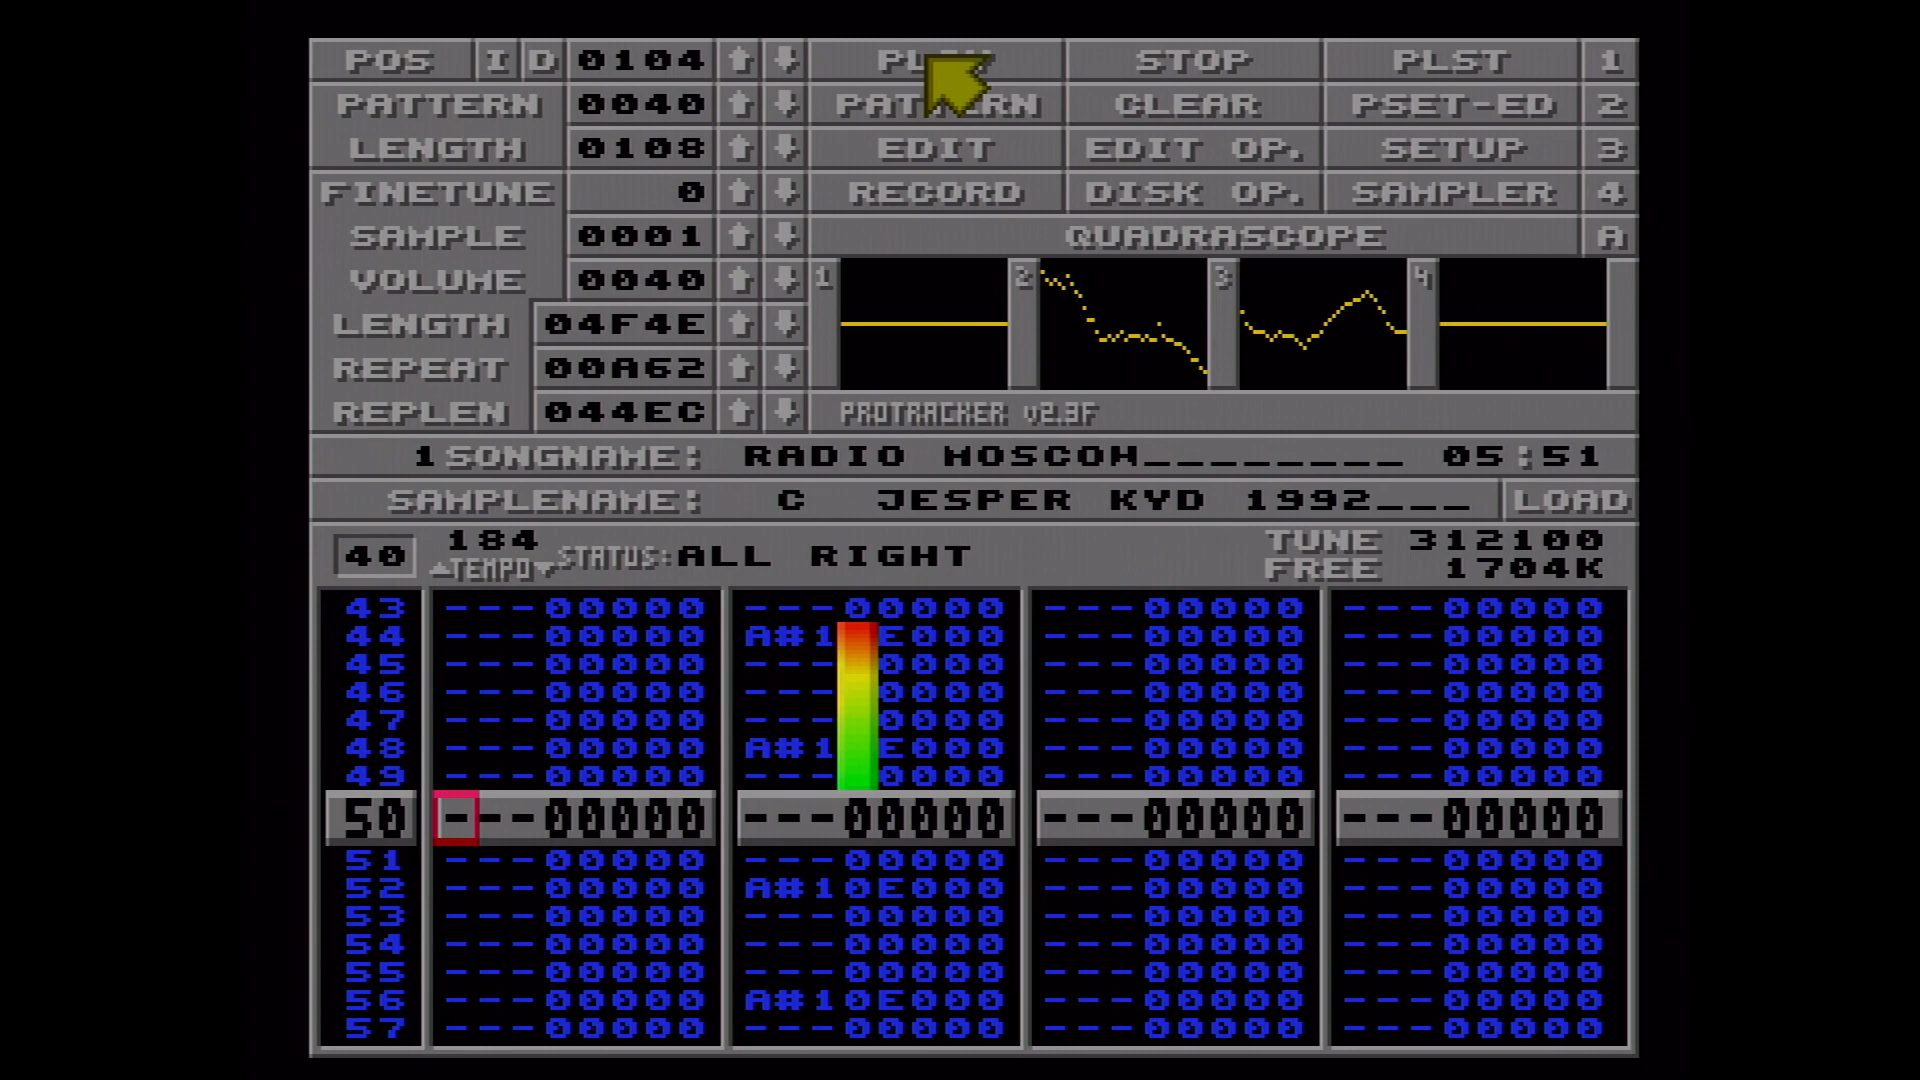 POS I D 0104 PLAY STOP PLST 1
PATTERN 0040 PATTERN CLEAR PSET-ED 2
LENGTH 0108 EDIT EDIT OP. SETUP 3
FINETUNE 0 RECORD DISK OP. SAMPLER 4
SAMPLE 0001 QUADRASCOPE A
VOLUME 0040 1 2 3 4
LENGTH 04F4E
REPEAT 00A62
REPLEN 044EC PROTRACKER v2.3F
1 SONGNAME: RADIO MOSCOW________ 05:51
SAMPLENAME: C JESPER KYD 1992___ LOAD
40 184 TEMPO STATUS: ALL RIGHT TUNE 312100
FREE 1704K
43 ---00000 ---00000 ---00000 ---00000
44 ---00000 A#1 E000 ---00000 ---00000
45 ---00000 --- 0000 ---00000 ---00000
46 ---00000 --- 0000 ---00000 ---00000
47 ---00000 --- 0000 ---00000 ---00000
48 ---00000 A#1 E000 ---00000 ---00000
49 ---00000 --- 0000 ---00000 ---00000
50 ---00000 ---00000 ---00000 ---00000
51 ---00000 ---00000 ---00000 ---00000
52 ---00000 A#10E000 ---00000 ---00000
53 ---00000 ---00000 ---00000 ---00000
54 ---00000 ---00000 ---00000 ---00000
55 ---00000 ---00000 ---00000 ---00000
56 ---00000 A#10E000 ---00000 ---00000
57 ---00000 ---00000 ---00000 ---00000